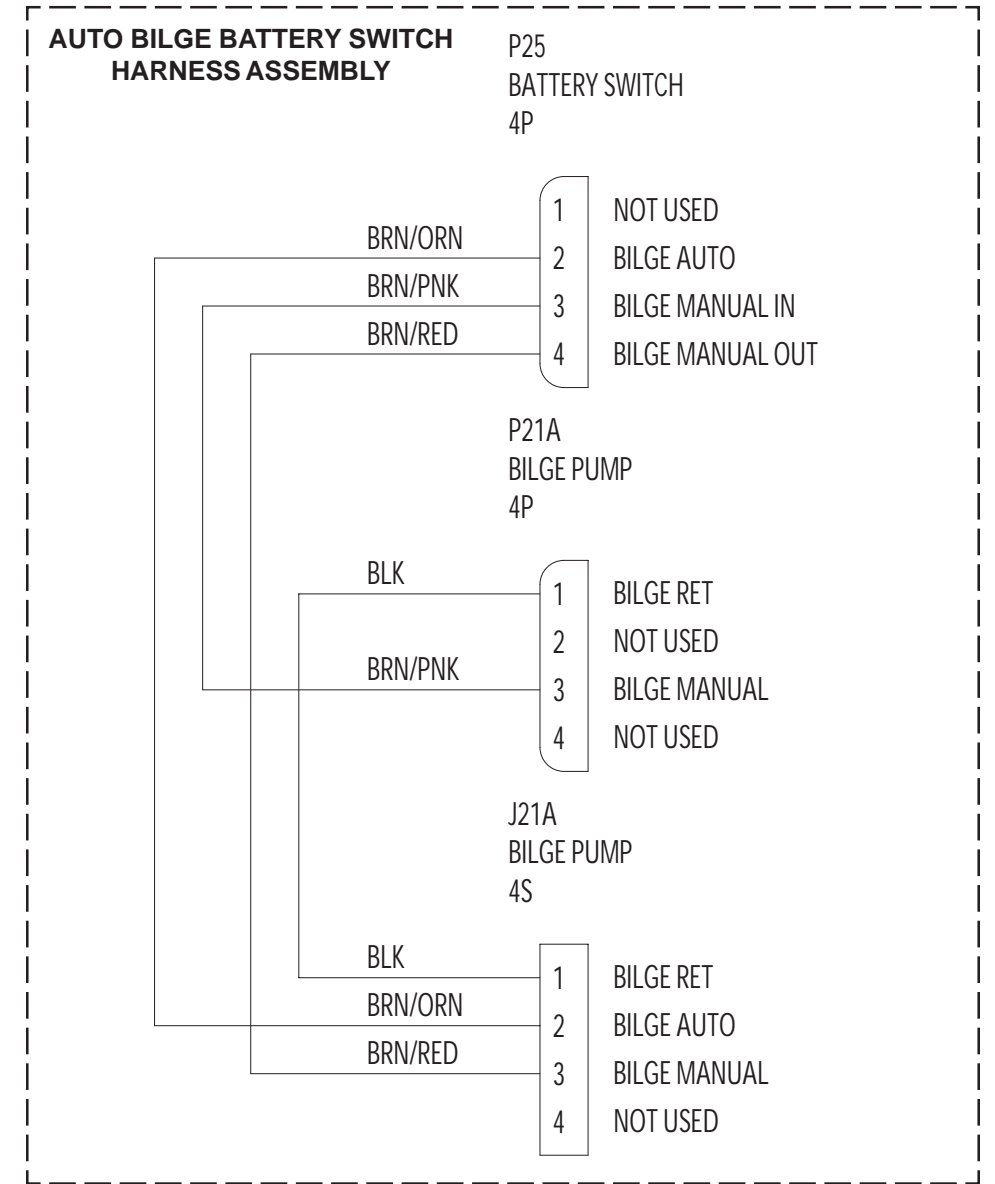 AUTO BILGE BATTERY SWITCH
HARNESS ASSEMBLY
P25
BATTERY SWITCH
4P
1 NOT USED
BRN/ORN 2 BILGE AUTO
BRN/PNK 3 BILGE MANUAL IN
BRN/RED 4 BILGE MANUAL OUT
P21A
BILGE PUMP
4P
BLK 1 BILGE RET
2 NOT USED
BRN/PNK 3 BILGE MANUAL
4 NOT USED
J21A
BILGE PUMP
4S
BLK 1 BILGE RET
BRN/ORN 2 BILGE AUTO
BRN/RED 3 BILGE MANUAL
4 NOT USED